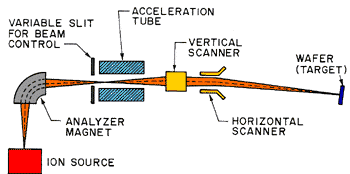 VARIABLE SLIT
FOR BEAM
CONTROL
ACCELERATION
TUBE
VERTICAL
SCANNER
WAFER
(TARGET)
ANALYZER
MAGNET
HORIZONTAL
SCANNER
ION SOURCE